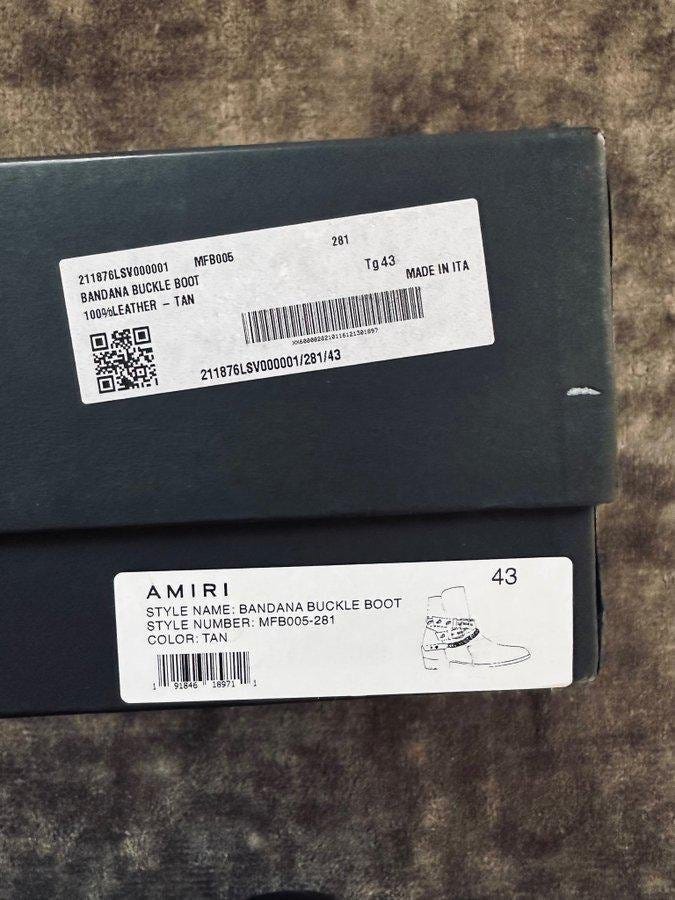 211876LSV000001 MFB005 281
BANDANA BUCKLE BOOT Tg 43
100%LEATHER - TAN MADE IN ITA
211876LSV000001/281/43
AMIRI 43
STYLE NAME: BANDANA BUCKLE BOOT
STYLE NUMBER: MFB005-281
COLOR: TAN
1 91846 18971 1